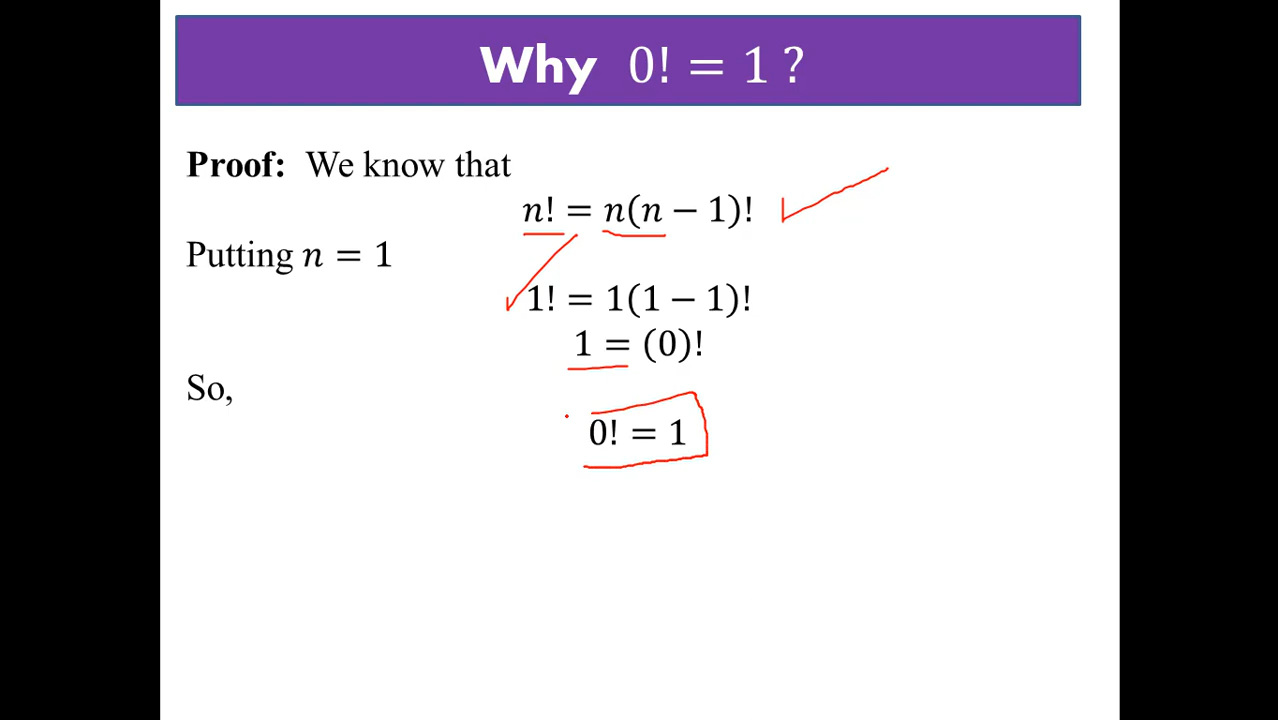 Why 0! = 1 ?
Proof: We know that
n! = n(n − 1)!
Putting n = 1
1! = 1(1 − 1)!
1 = (0)!
So,
0! = 1